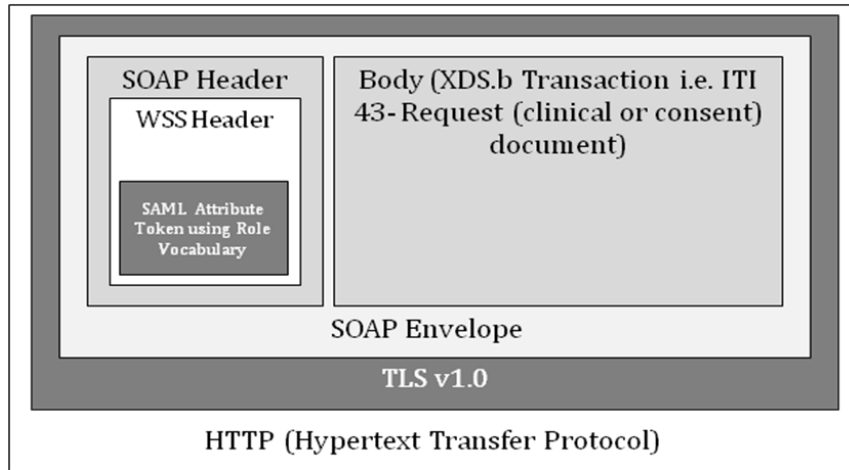 SOAP Header
WSS Header
SAML Attribute
Token using Role
Vocabulary
Body (XDS.b Transaction i.e. ITI
43- Request (clinical or consent)
document)
SOAP Envelope
TLS v1.0
HTTP (Hypertext Transfer Protocol)